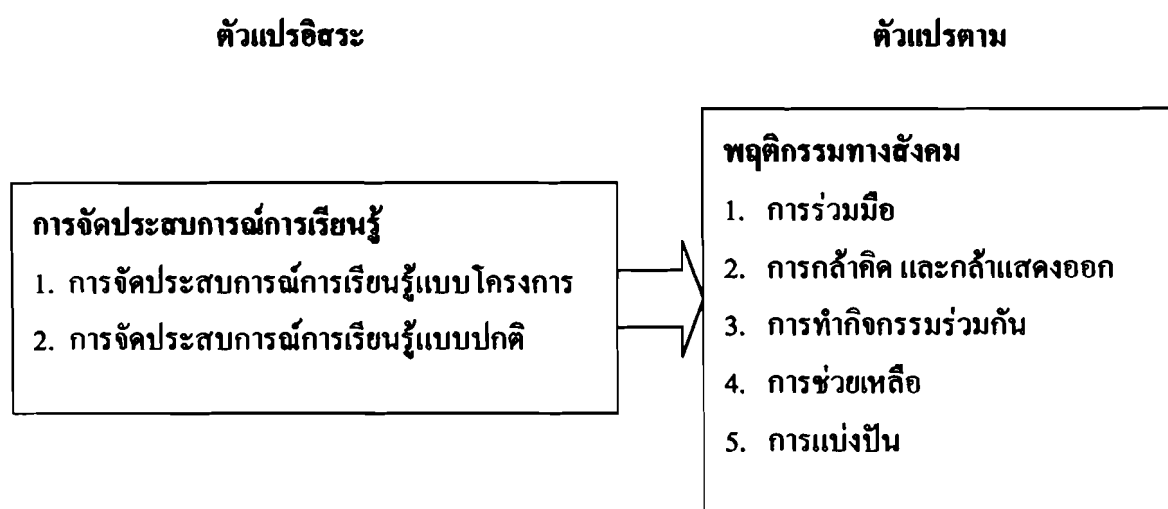 ตัวแปรอิสระ
ตัวแปรตาม
การจัดประสบการณ์การเรียนรู้
1. การจัดประสบการณ์การเรียนรู้แบบโครงการ
2. การจัดประสบการณ์การเรียนรู้แบบปกติ
พฤติกรรมทางสังคม
1. การร่วมมือ
2. การกล้าคิด และกล้าแสดงออก
3. การทำกิจกรรมร่วมกัน
4. การช่วยเหลือ
5. การแบ่งปัน